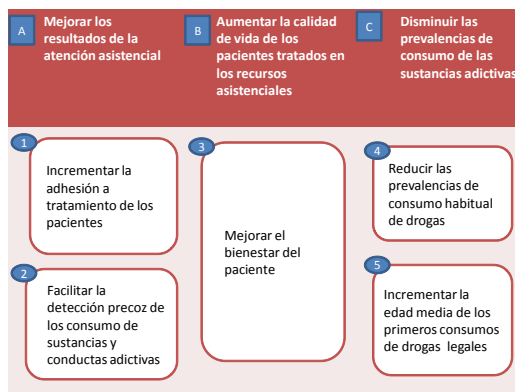 A
Mejorar los
resultados de la
atención asistencial
B
Aumentar la calidad
de vida de los
pacientes tratados en
los recursos
asistenciales
C
Disminuir las
prevalencias de
consumo de las
sustancias adictivas
1
Incrementar la
adhesión a
tratamiento de los
pacientes
2
Facilitar la
detección precoz de
los consumo de
sustancias y
conductas adictivas
3
Mejorar el
bienestar del
paciente
4
Reducir las
prevalencias de
consumo habitual
de drogas
5
Incrementar la
edad media de los
primeros consumos
de drogas legales